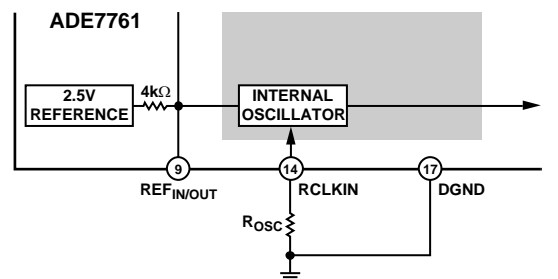 ADE7761
2.5V
REFERENCE
4kΩ
INTERNAL
OSCILLATOR
9
14
17
REFIN/OUT
RCLKIN
DGND
ROSC